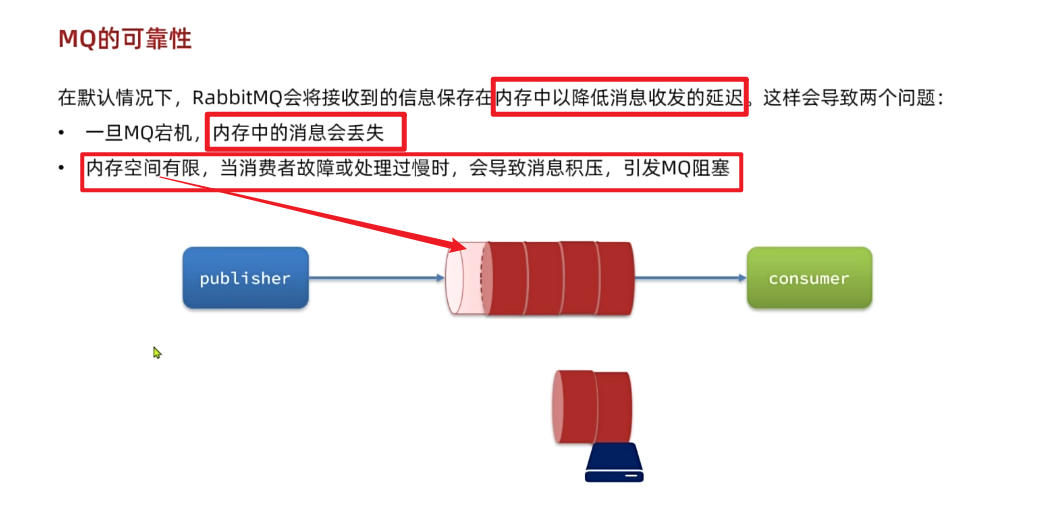 MQ的可靠性
在默认情况下，RabbitMQ会将接收到的信息保存在内存中以降低消息收发的延迟。这样会导致两个问题：
• 一旦MQ宕机，内存中的消息会丢失
• 内存空间有限，当消费者故障或处理过慢时，会导致消息积压，引发MQ阻塞
publisher
consumer